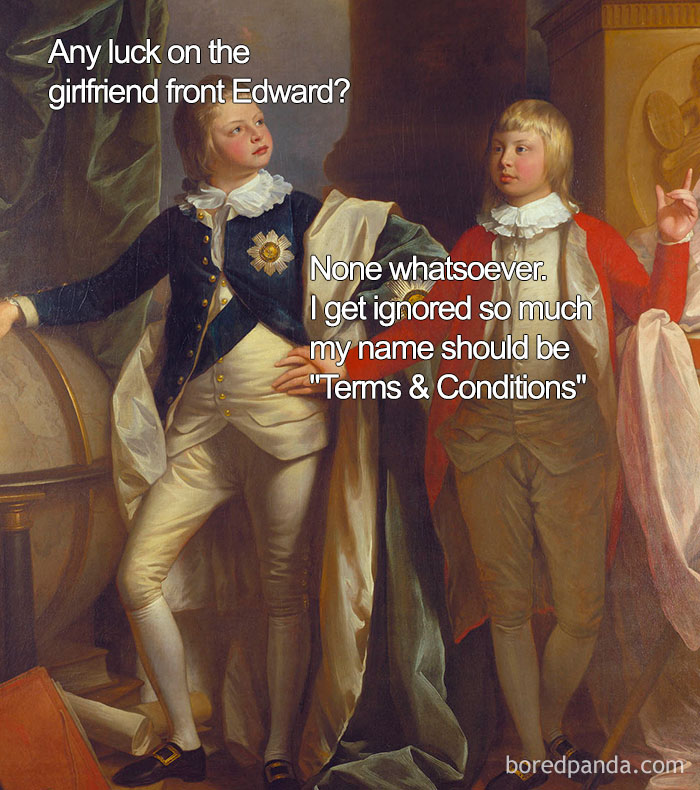 Any luck on the
girlfriend front Edward?
None whatsoever.
I get ignored so much
my name should be
"Terms & Conditions"
boredpanda.com